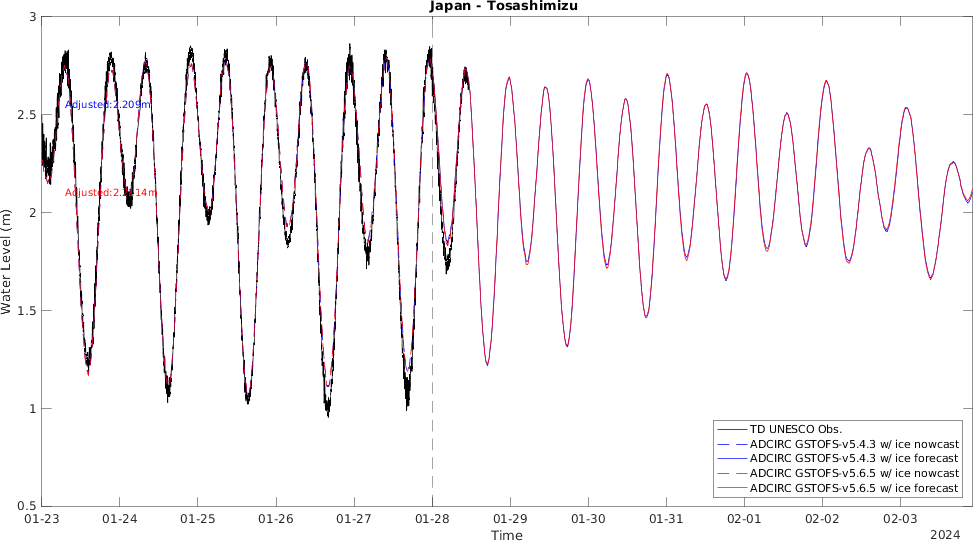 Japan - Tosashimizu
3
2.5
2
1.5
1
0.5
Water Level (m)
Adjusted:2.209m
Adjusted:2. 14m
01-23
01-24
01-25
01-26
01-27
01-28
01-29
01-30
01-31
02-01
02-02
02-03
Time
2024
TD UNESCO Obs.
ADCIRC GSTOFS-v5.4.3 w/ ice nowcast
ADCIRC GSTOFS-v5.4.3 w/ ice forecast
ADCIRC GSTOFS-v5.6.5 w/ ice nowcast
ADCIRC GSTOFS-v5.6.5 w/ ice forecast